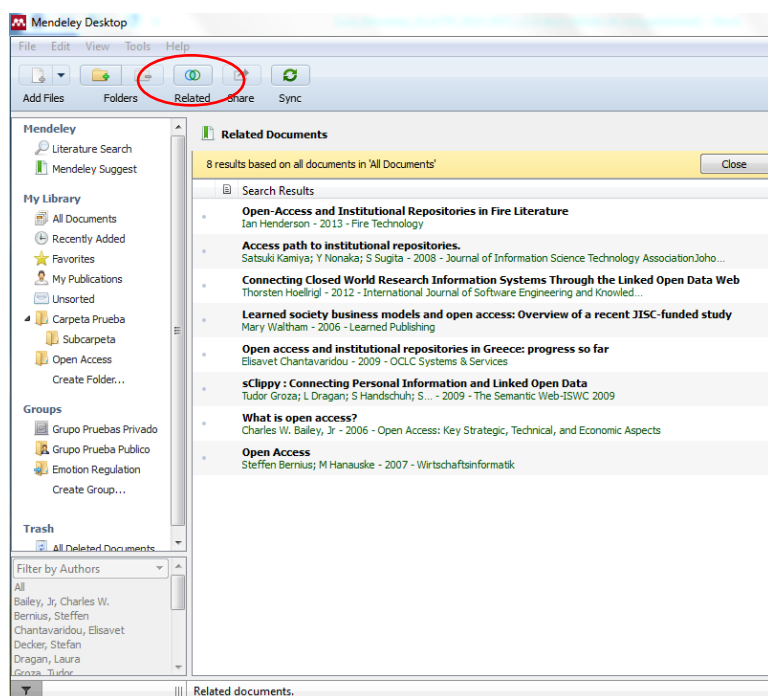 Mendeley Desktop
File Edit View Tools Help
Add Files Folders Related Share Sync
Mendeley
Literature Search
Mendeley Suggest
My Library
All Documents
Recently Added
Favorites
My Publications
Unsorted
Carpeta Prueba
Subcarpeta
Open Access
Create Folder...
Groups
Grupo Pruebas Privado
Grupo Prueba Publico
Emotion Regulation
Create Group...
Trash
All Deleted Documents
Filter by Authors
All
Bailey, Jr, Charles W.
Bernius, Steffen
Chantavaridou, Elisavet
Decker, Stefan
Dragan, Laura
Groza, Tudor
Related Documents
8 results based on all documents in 'All Documents' Close
Search Results
Open-Access and Institutional Repositories in Fire Literature
Ian Henderson - 2013 - Fire Technology
Access path to institutional repositories.
Satsuki Kamiya; Y Nonaka; S Sugita - 2008 - Journal of Information Science Technology AssociationJoho...
Connecting Closed World Research Information Systems Through the Linked Open Data Web
Thorsten Hoellrigl - 2012 - International Journal of Software Engineering and Knowled...
Learned society business models and open access: Overview of a recent JISC-funded study
Mary Waltham - 2006 - Learned Publishing
Open access and institutional repositories in Greece: progress so far
Elisavet Chantavaridou - 2009 - OCLC Systems & Services
sClippy : Connecting Personal Information and Linked Open Data
Tudor Groza; L Dragan; S Handschuh; S... - 2009 - The Semantic Web-ISWC 2009
What is open access?
Charles W. Bailey, Jr - 2006 - Open Access: Key Strategic, Technical, and Economic Aspects
Open Access
Steffen Bernius; M Hanauske - 2007 - Wirtschaftsinformatik
Related documents.